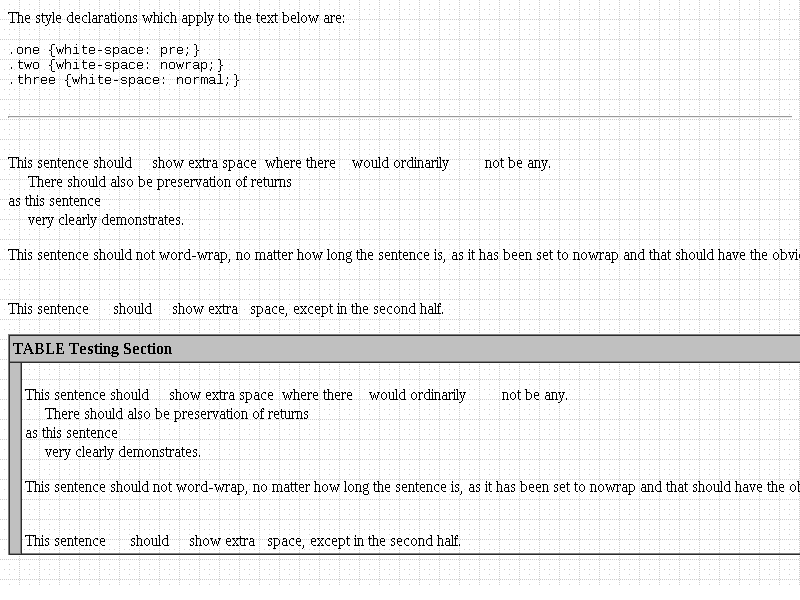 The style declarations which apply to the text below are:
.one {white-space: pre;}
.two {white-space: nowrap;}
.three {white-space: normal;}
This sentence should     show extra space  where there    would ordinarily         not be any.
     There should also be preservation of returns
as this sentence
     very clearly demonstrates.
This sentence should not word-wrap, no matter how long the sentence is, as it has been set to nowrap and that should have the
This sentence      should     show extra   space, except in the second half.
TABLE Testing Section
This sentence should     show extra space  where there    would ordinarily         not be any.
     There should also be preservation of returns
as this sentence
     very clearly demonstrates.
This sentence should not word-wrap, no matter how long the sentence is, as it has been set to nowrap and that should have the
This sentence      should     show extra   space, except in the second half.